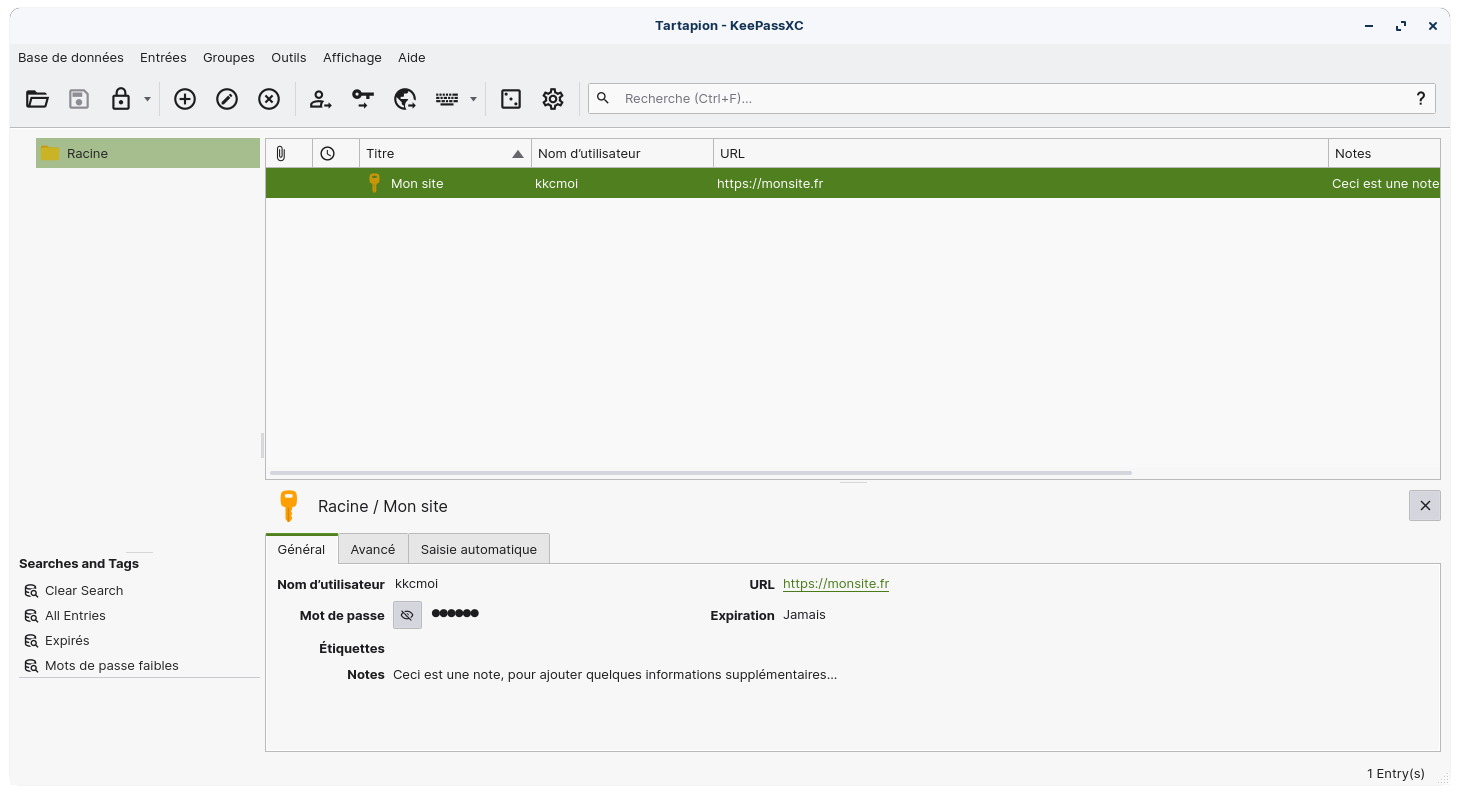 Tartapion - KeePassXC
Base de données Entrées Groupes Outils Affichage Aide
Recherche (Ctrl+F)... ?
Racine
Titre Nom d’utilisateur URL Notes
Mon site kkcmoi https://monsite.fr Ceci est une note
Racine / Mon site
Général Avancé Saisie automatique
Nom d’utilisateur kkcmoi URL https://monsite.fr
Mot de passe ●●●●●● Expiration Jamais
Étiquettes
Notes Ceci est une note, pour ajouter quelques informations supplémentaires...
Searches and Tags
Clear Search
All Entries
Expirés
Mots de passe faibles
1 Entry(s)